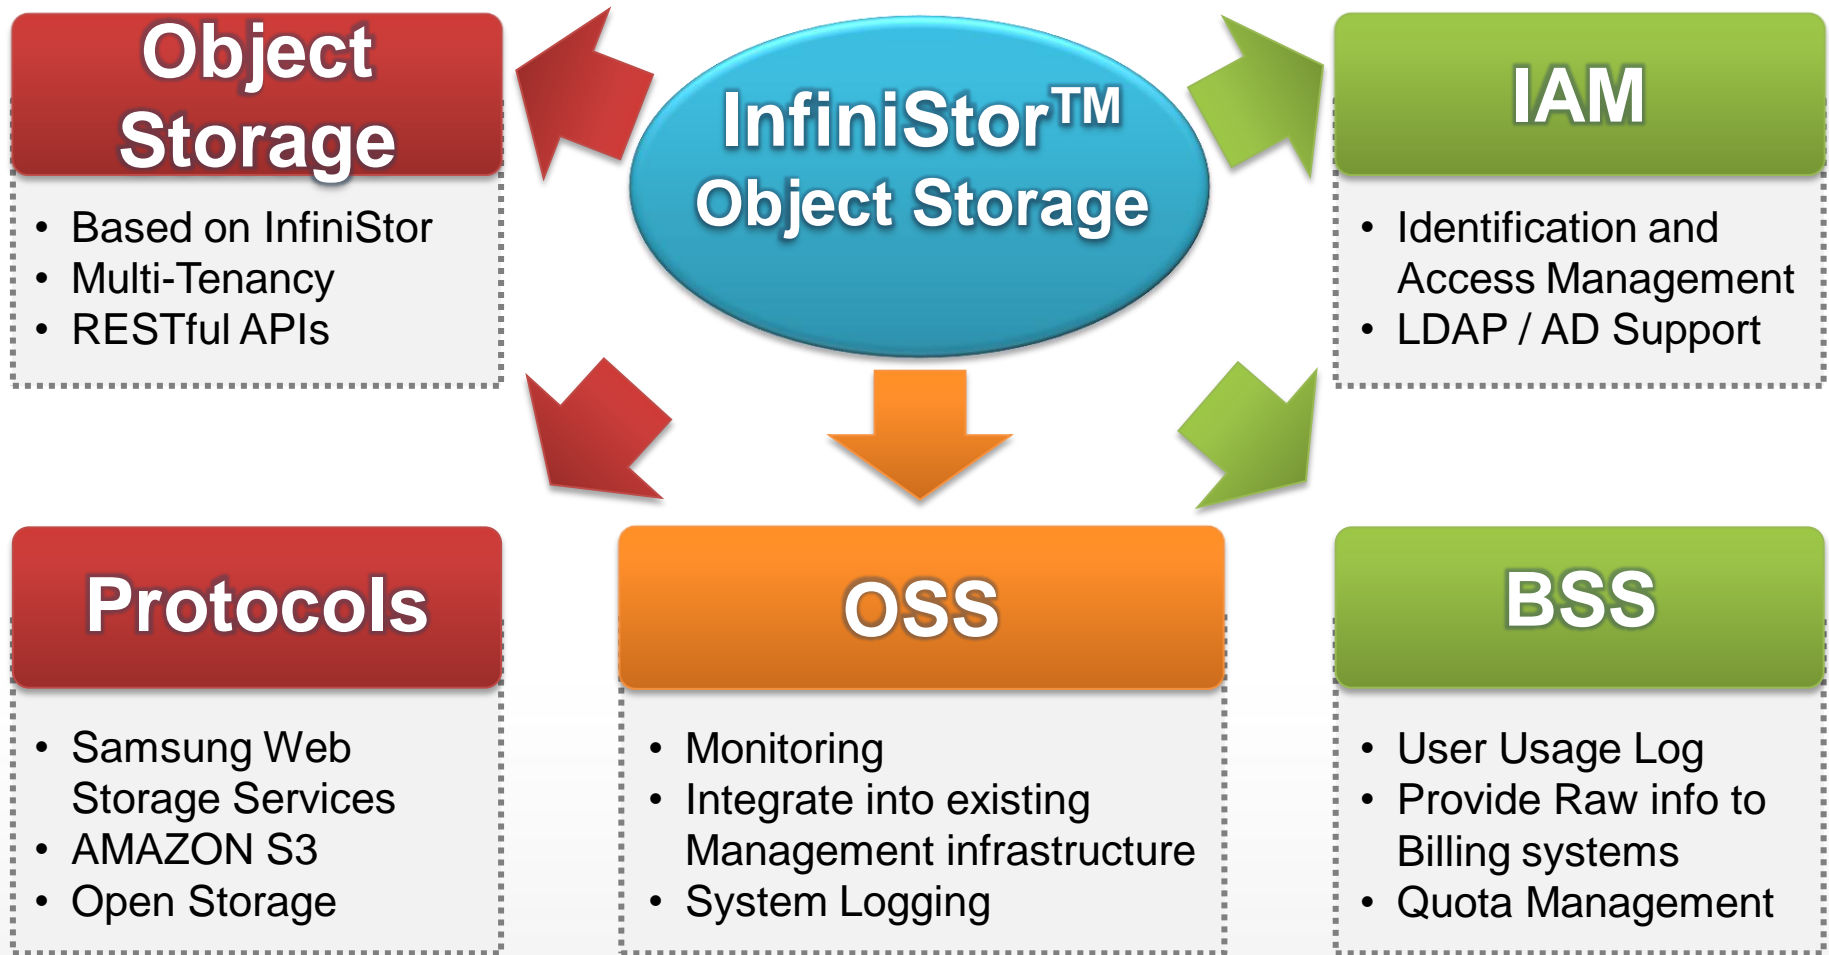 Object
Storage
• Based on InfiniStor
• Multi-Tenancy
• RESTful APIs
InfiniStor™
Object Storage
IAM
• Identification and
Access Management
• LDAP / AD Support
Protocols
• Samsung Web
Storage Services
• AMAZON S3
• Open Storage
OSS
• Monitoring
• Integrate into existing
Management infrastructure
• System Logging
BSS
• User Usage Log
• Provide Raw info to
Billing systems
• Quota Management